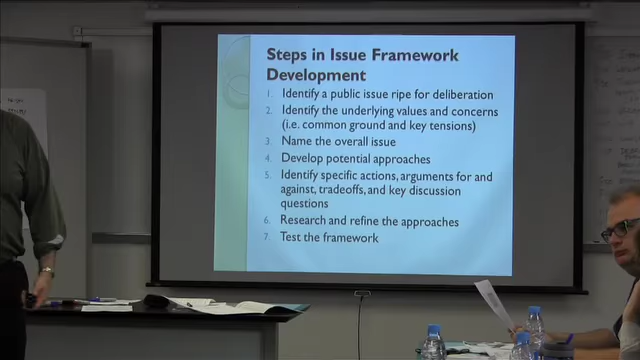 Steps in Issue Framework
Development
1. Identify a public issue ripe for deliberation
2. Identify the underlying values and concerns
(i.e. common ground and key tensions)
3. Name the overall issue
4. Develop potential approaches
5. Identify specific actions, arguments for and
against, tradeoffs, and key discussion
questions
6. Research and refine the approaches
7. Test the framework